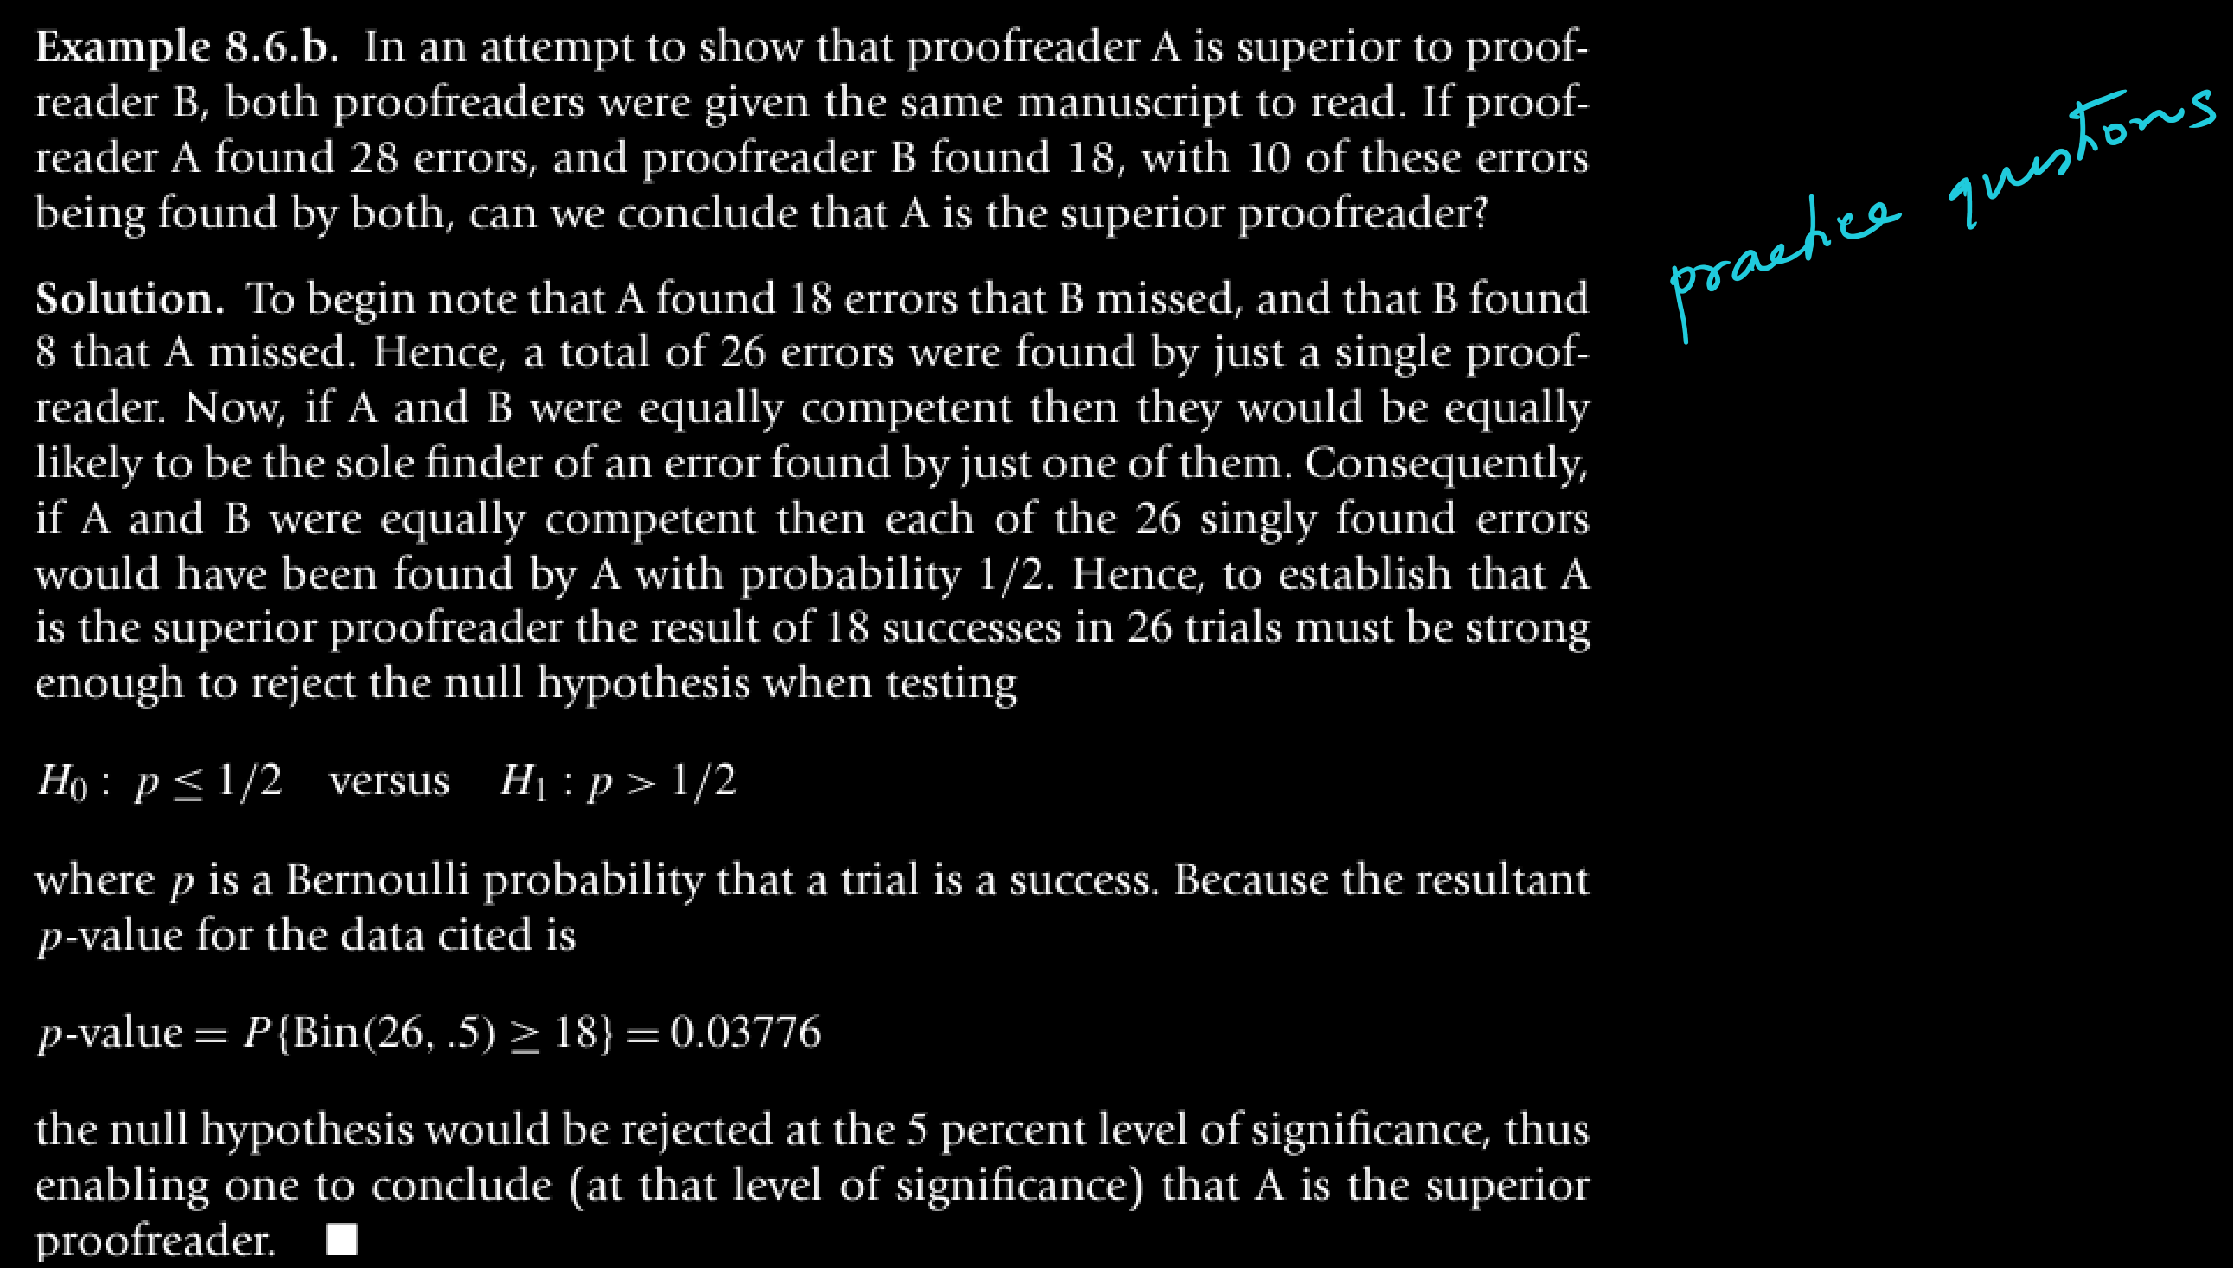 Example 8.6.b. In an attempt to show that proofreader A is superior to proof-
reader B, both proofreaders were given the same manuscript to read. If proof-
reader A found 28 errors, and proofreader B found 18, with 10 of these errors
being found by both, can we conclude that A is the superior proofreader?
practice questions
Solution. To begin note that A found 18 errors that B missed, and that B found
8 that A missed. Hence, a total of 26 errors were found by just a single proof-
reader. Now, if A and B were equally competent then they would be equally
likely to be the sole finder of an error found by just one of them. Consequently,
if A and B were equally competent then each of the 26 singly found errors
would have been found by A with probability 1/2. Hence, to establish that A
is the superior proofreader the result of 18 successes in 26 trials must be strong
enough to reject the null hypothesis when testing
H₀ : p ≤ 1/2 versus H₁ : p > 1/2
where p is a Bernoulli probability that a trial is a success. Because the resultant
p-value for the data cited is
p-value = P{Bin(26, .5) ≥ 18} = 0.03776
the null hypothesis would be rejected at the 5 percent level of significance, thus
enabling one to conclude (at that level of significance) that A is the superior
proofreader. ■